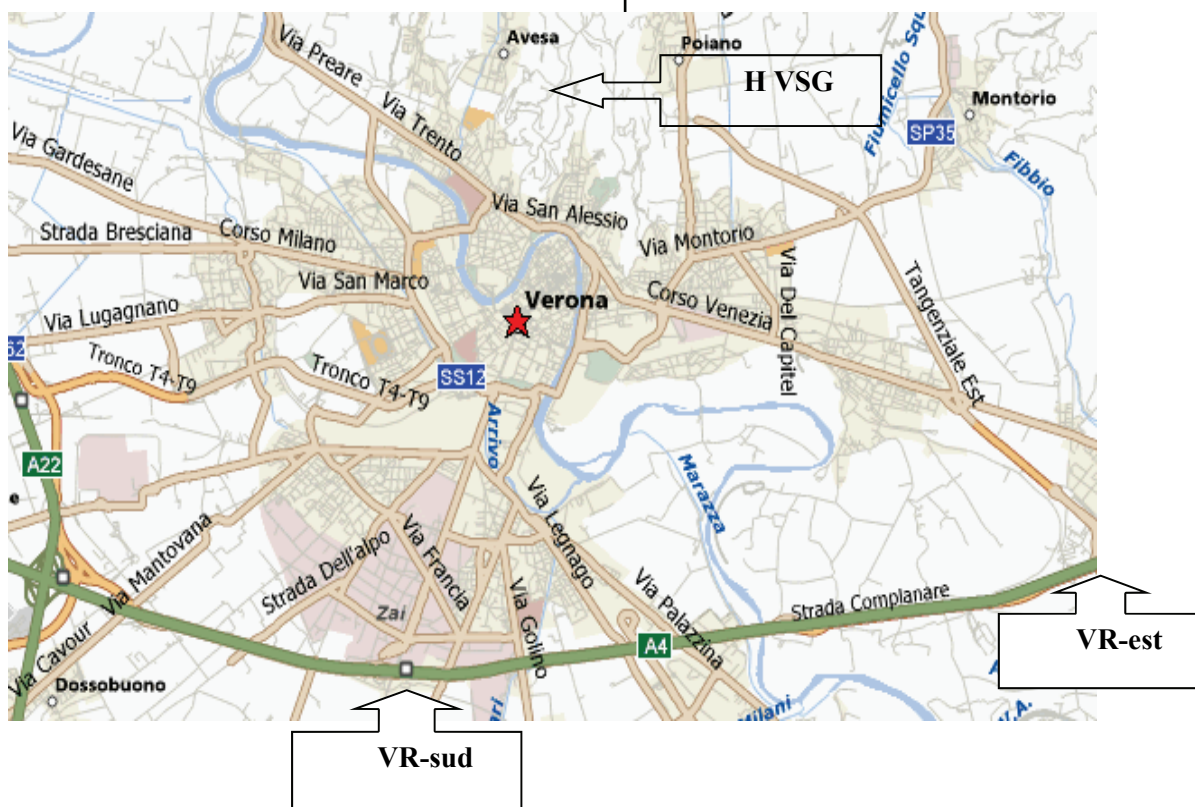 Avesa
Poiano
H VSG
Via Preare
Via Trento
Fiumicello Squ
Montorio
SP35
Fibbio
Via Gardesane
Strada Bresciana
Corso Milano
Via San Alessio
Via Montorio
Via San Marco
Verona
Corso Venezia
Via Del Capitel
Tangenziale Est
Via Lugagnano
62
Tronco T4-T9
Tronco T4-T9
SS12
Arrivo
A22
e
Marazza
Via Mantovana
Strada Dell'alpo
Via Francia
Via Legnago
Via Palazzina
Zai
Via Golino
Strada Complanare
A4
VR-est
Via Cavour
Dossobuono
ari
Milani
V.A.
VR-sud